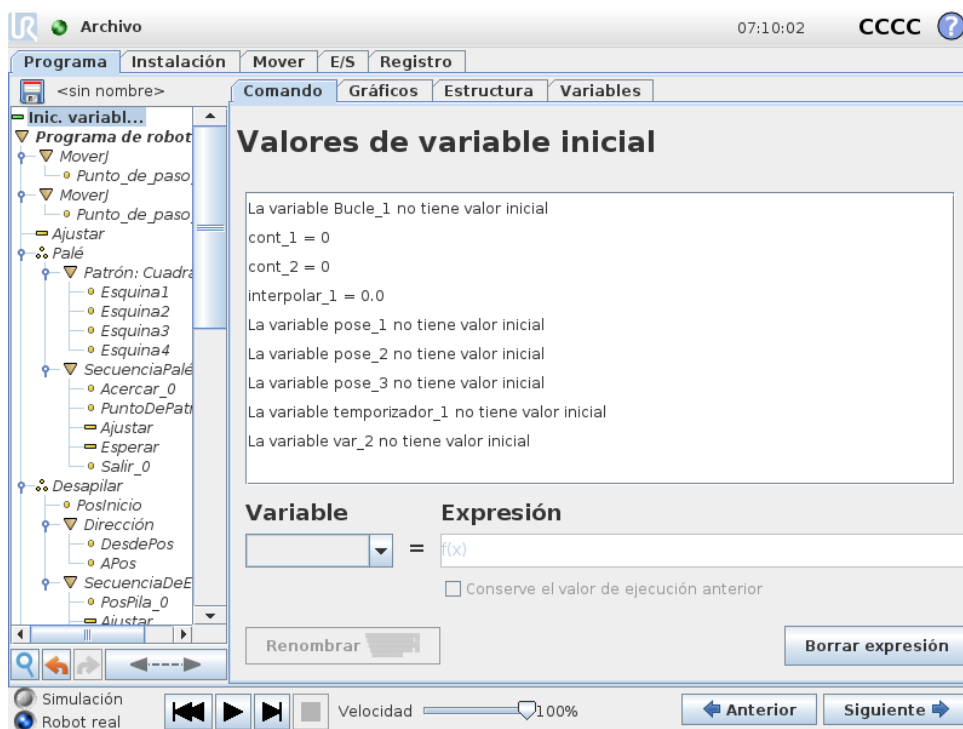 UR Archivo 07:10:02 CCCC ?
Programa Instalación Mover E/S Registro
<sin nombre> Comando Gráficos Estructura Variables
Inic. variabl...
Programa de robot
MoverJ
Punto_de_paso_
MoverJ
Punto_de_paso_
Ajustar
Palé
Patrón: Cuadra
Esquina1
Esquina2
Esquina3
Esquina4
SecuenciaPalé
Acercar_0
PuntoDePatr
Ajustar
Esperar
Salir_0
Desapilar
PosInicio
Dirección
DesdePos
APos
SecuenciaDeE
PosPila_0
Ajustar
Valores de variable inicial
La variable Bucle_1 no tiene valor inicial
cont_1 = 0
cont_2 = 0
interpolar_1 = 0.0
La variable pose_1 no tiene valor inicial
La variable pose_2 no tiene valor inicial
La variable pose_3 no tiene valor inicial
La variable temporizador_1 no tiene valor inicial
La variable var_2 no tiene valor inicial
Variable Expresión
= f(x)
Conserve el valor de ejecución anterior
Renombrar Borrar expresión
Simulación
Robot real
Velocidad 100% Anterior Siguiente